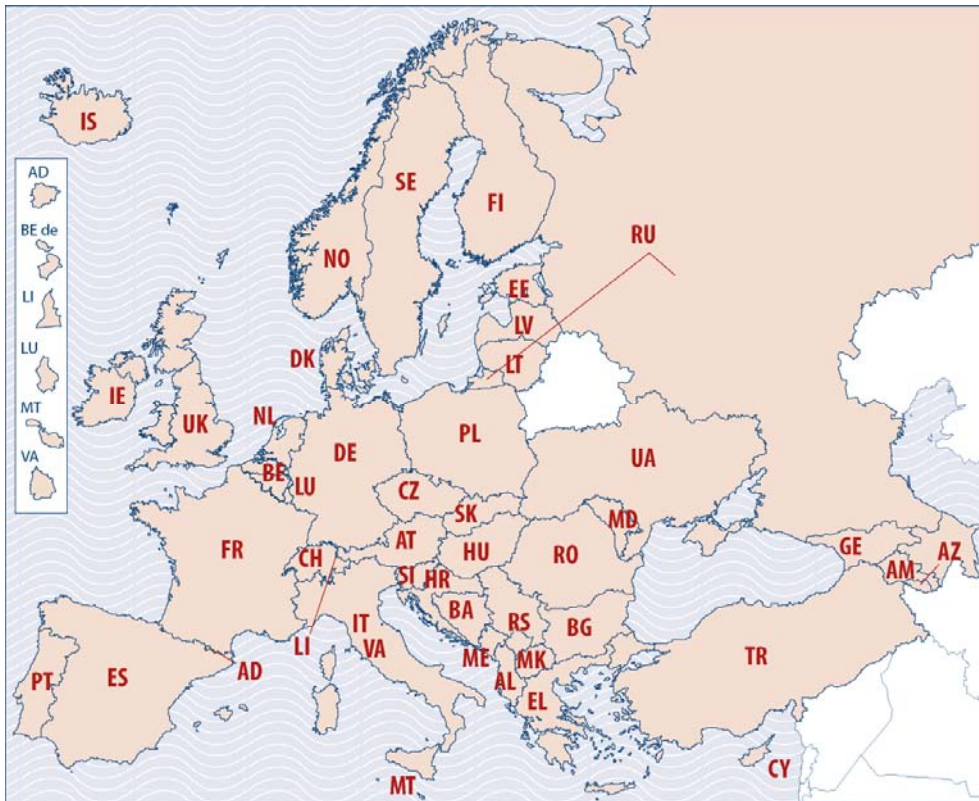 IS
AD
BE de
LI
LU
MT
VA
SE
FI
NO
RU
EE
LV
LT
DK
IE
UK
NL
BE
LU
DE
PL
UA
CZ
SK
MD
FR
CH
AT
HU
RO
GE
AZ
AM
SI
HR
BA
RS
BG
IT
VA
LI
ME
MK
AL
EL
TR
PT
ES
AD
MT
CY